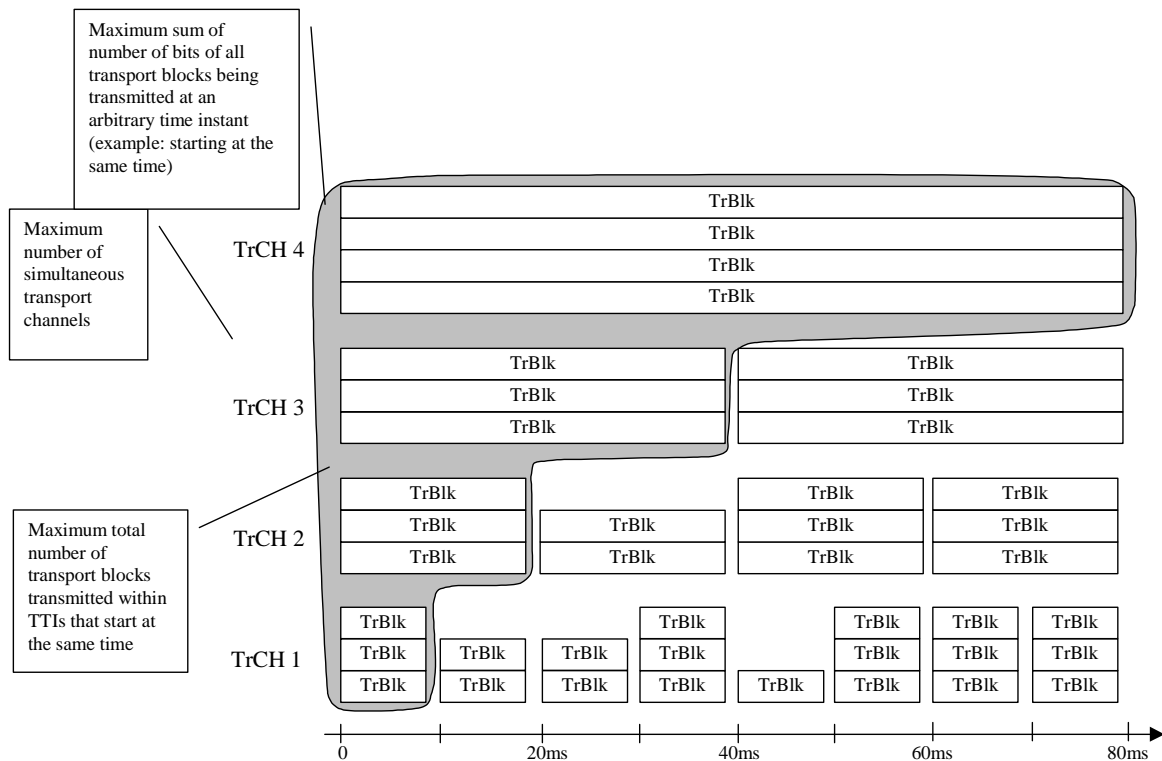 Maximum sum of
number of bits of all
transport blocks being
transmitted at an
arbitrary time instant
(example: starting at the
same time)
Maximum
number of
simultaneous
transport
channels
TrCH 4
TrBlk
TrBlk
TrBlk
TrBlk
TrCH 3
TrBlk TrBlk
TrBlk TrBlk
TrBlk TrBlk
Maximum total
number of
transport blocks
transmitted within
TTIs that start at
the same time
TrCH 2
TrBlk TrBlk TrBlk
TrBlk TrBlk TrBlk TrBlk
TrBlk TrBlk TrBlk TrBlk
TrCH 1
TrBlk TrBlk TrBlk TrBlk TrBlk
TrBlk TrBlk TrBlk TrBlk TrBlk TrBlk TrBlk
TrBlk TrBlk TrBlk TrBlk TrBlk TrBlk TrBlk TrBlk
0 20ms 40ms 60ms 80ms